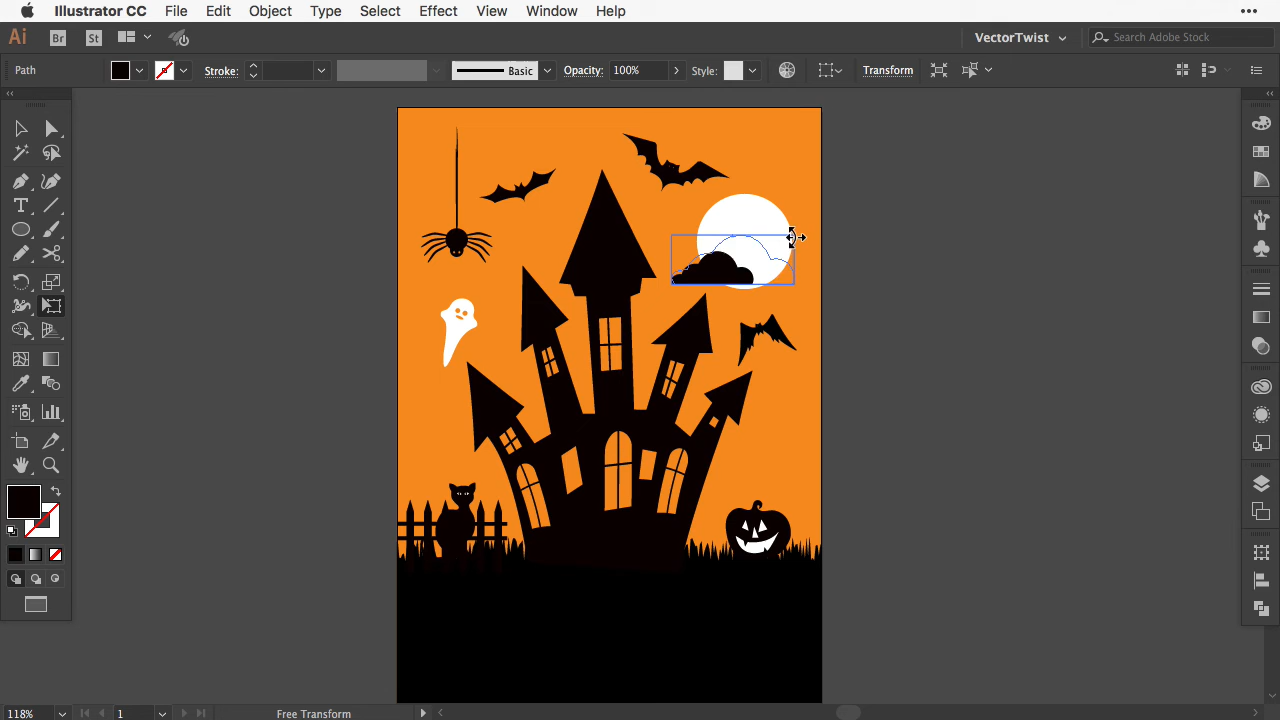 Illustrator CC File Edit Object Type Select Effect View Window Help
Ai Br St VectorTwist Search Adobe Stock
Path Stroke: Basic Opacity: 100% Style: Transform
T
118% 1 Free Transform